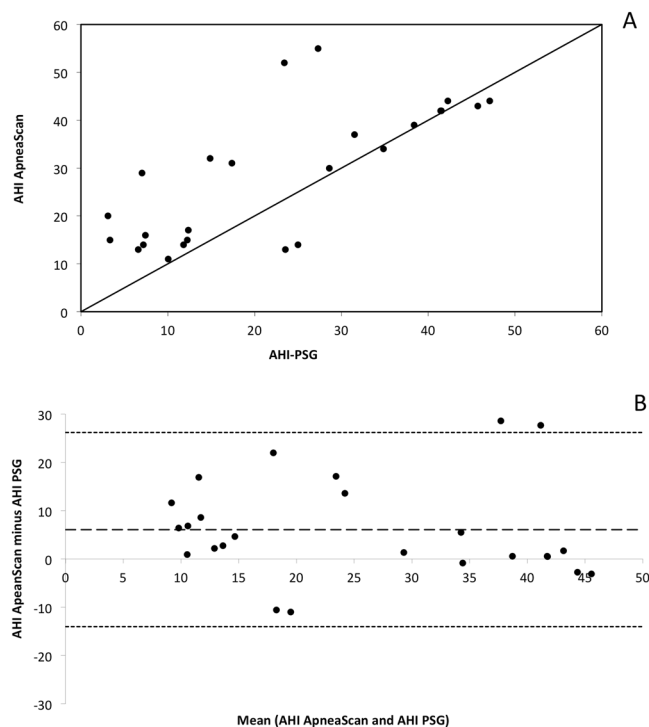 A
AHI ApneaScan
60
50
40
30
20
10
0
0 10 20 30 40 50 60
AHI-PSG
B
AHI ApeanScan minus AHI PSG
30
20
10
0
-10
-20
-30
0 5 10 15 20 25 30 35 40 45 50
Mean (AHI ApneaScan and AHI PSG)